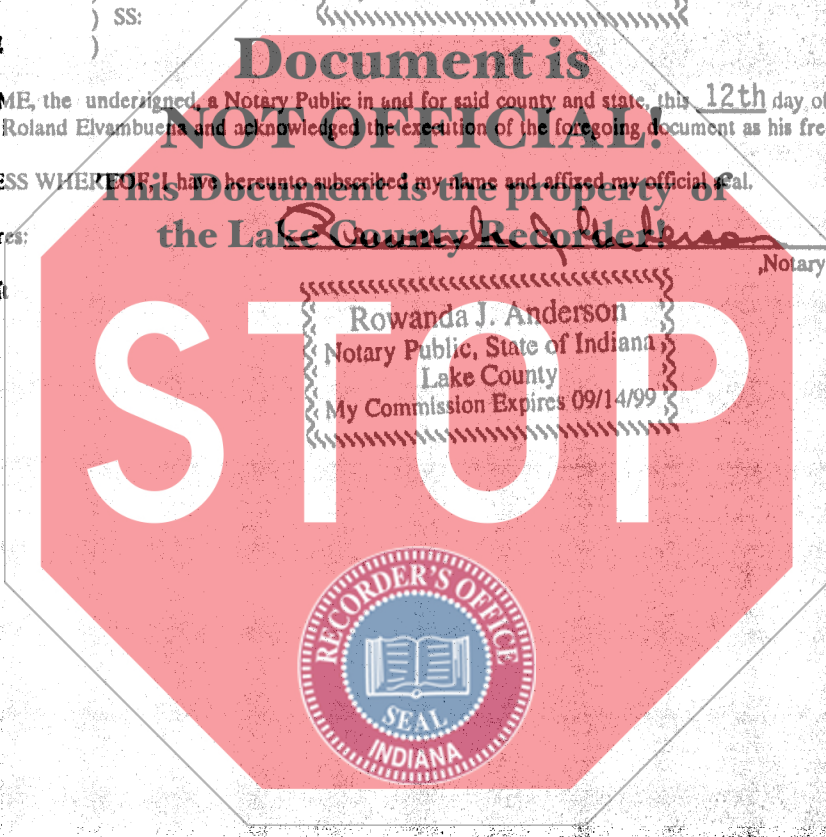 ) SS:
)
Document is
ME, the undersigned, a Notary Public in and for said county and state, this 12th day of
Roland Elvambuena and acknowledged the execution of the foregoing document as his fre
NOT OFFICIAL!
SS WHEREOF, I have hereunto subscribed my name and affixed my official seal.
This Document is the property of
the Lake County Recorder!
res:
Rowanda J. Anderson
,Notary
STOP
Rowanda J. Anderson
Notary Public, State of Indiana
Lake County
My Commission Expires 09/14/99
RECORDER'S OFFICE
SEAL
INDIANA